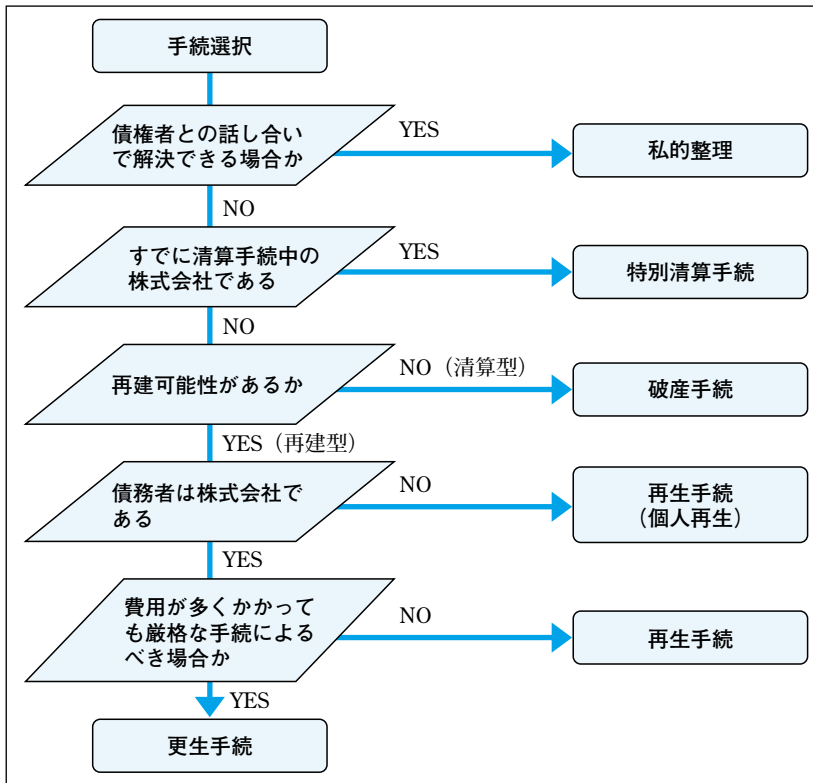 手続選択
債権者との話し合い
で解決できる場合か
YES
私的整理
NO
すでに清算手続中の
株式会社である
YES
特別清算手続
NO
再建可能性があるか
NO（清算型）
破産手続
YES（再建型）
債務者は株式会社で
ある
NO
再生手続
（個人再生）
YES
費用が多くかかって
も厳格な手続による
べき場合か
NO
再生手続
YES
更生手続